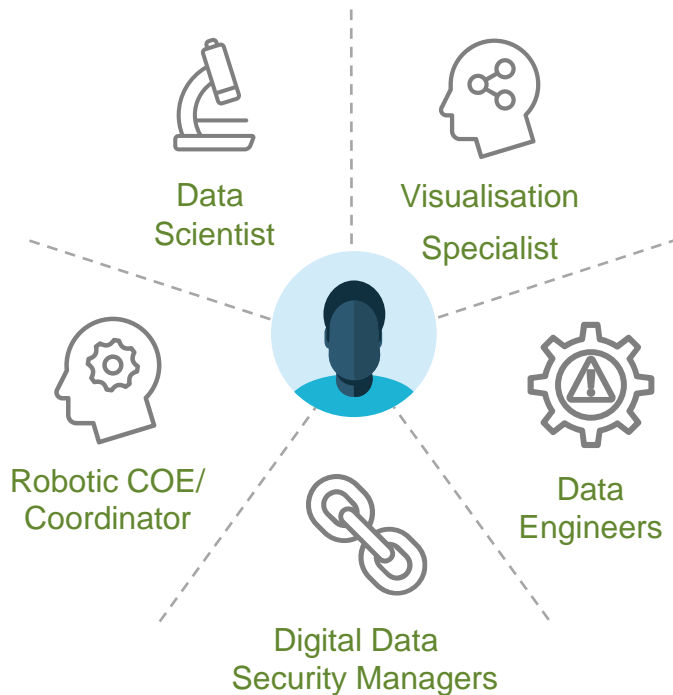 Data
Scientist
Visualisation
Specialist
Robotic COE/
Coordinator
Data
Engineers
Digital Data
Security Managers